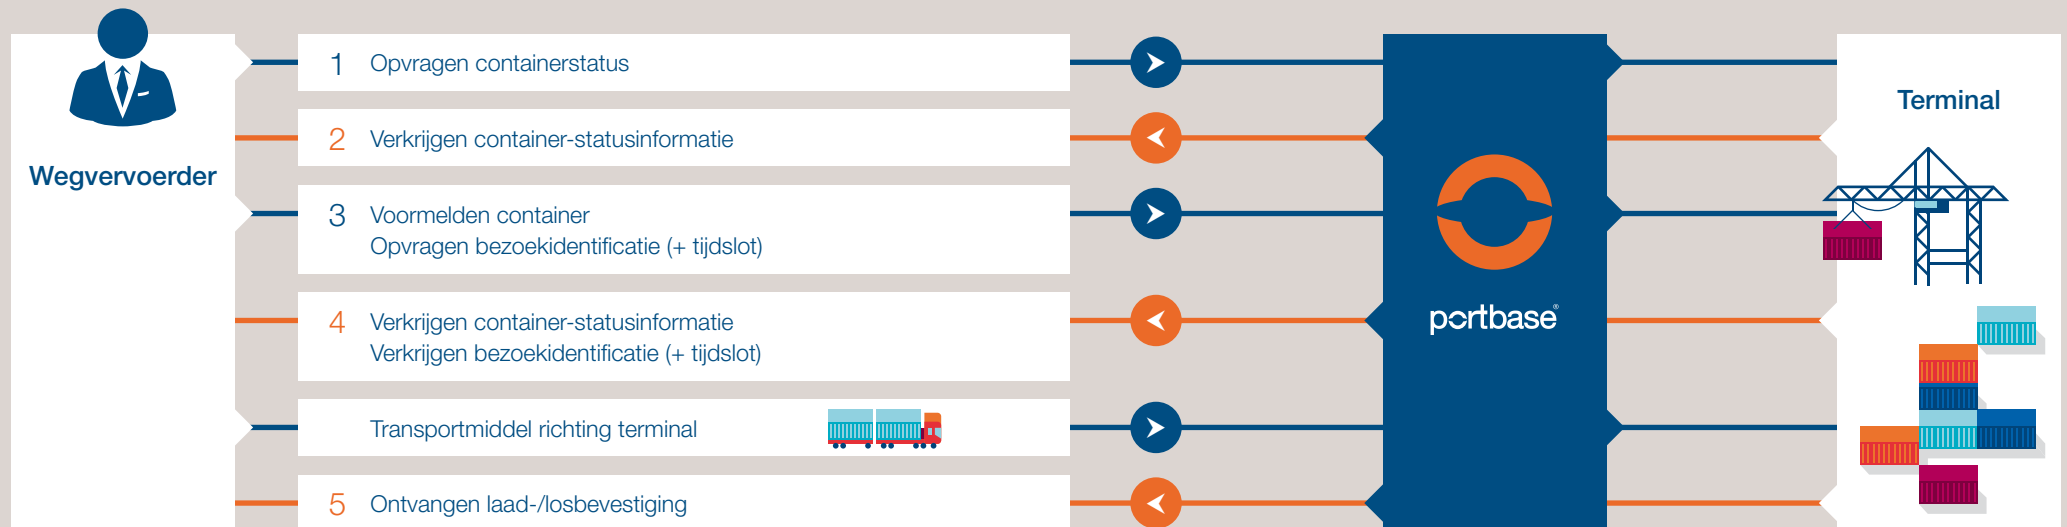 Wegvervoerder
1 Opvragen containerstatus
2 Verkrijgen container-statusinformatie
3 Voormelden container
Opvragen bezoekidentificatie (+ tijdslot)
4 Verkrijgen container-statusinformatie
Verkrijgen bezoekidentificatie (+ tijdslot)
Transportmiddel richting terminal
5 Ontvangen laad-/losbevestiging
portbase®
Terminal